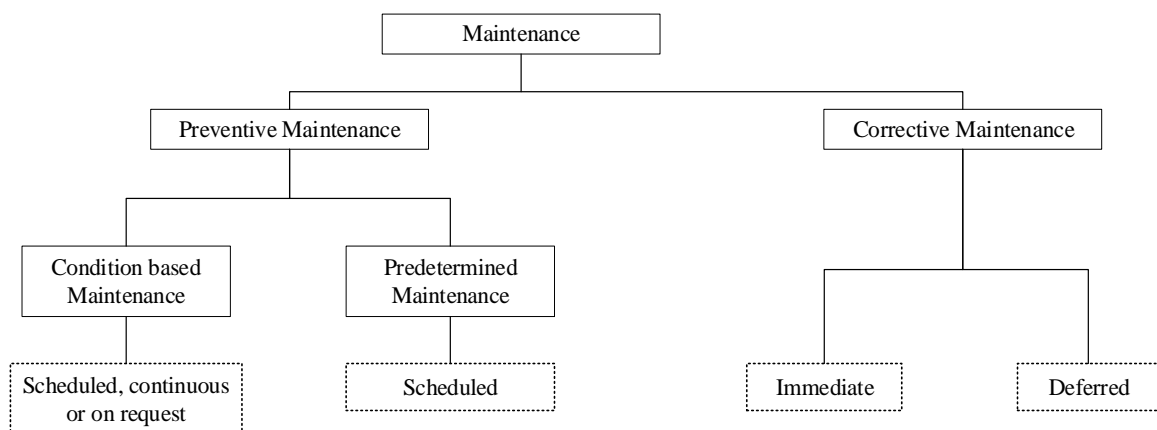 Maintenance
Preventive Maintenance
Corrective Maintenance
Condition based
Maintenance
Predetermined
Maintenance
Scheduled, continuous
or on request
Scheduled
Immediate
Deferred